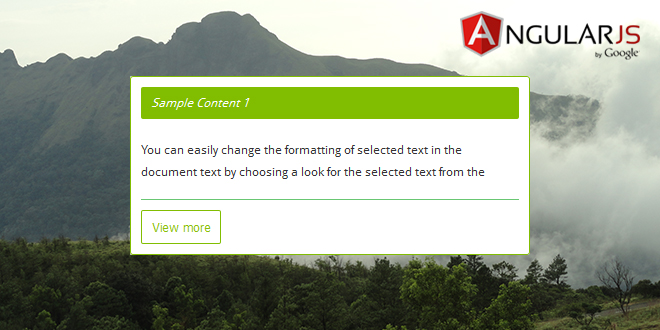 ANGULARJS
by Google
Sample Content 1
You can easily change the formatting of selected text in the
document text by choosing a look for the selected text from the
View more